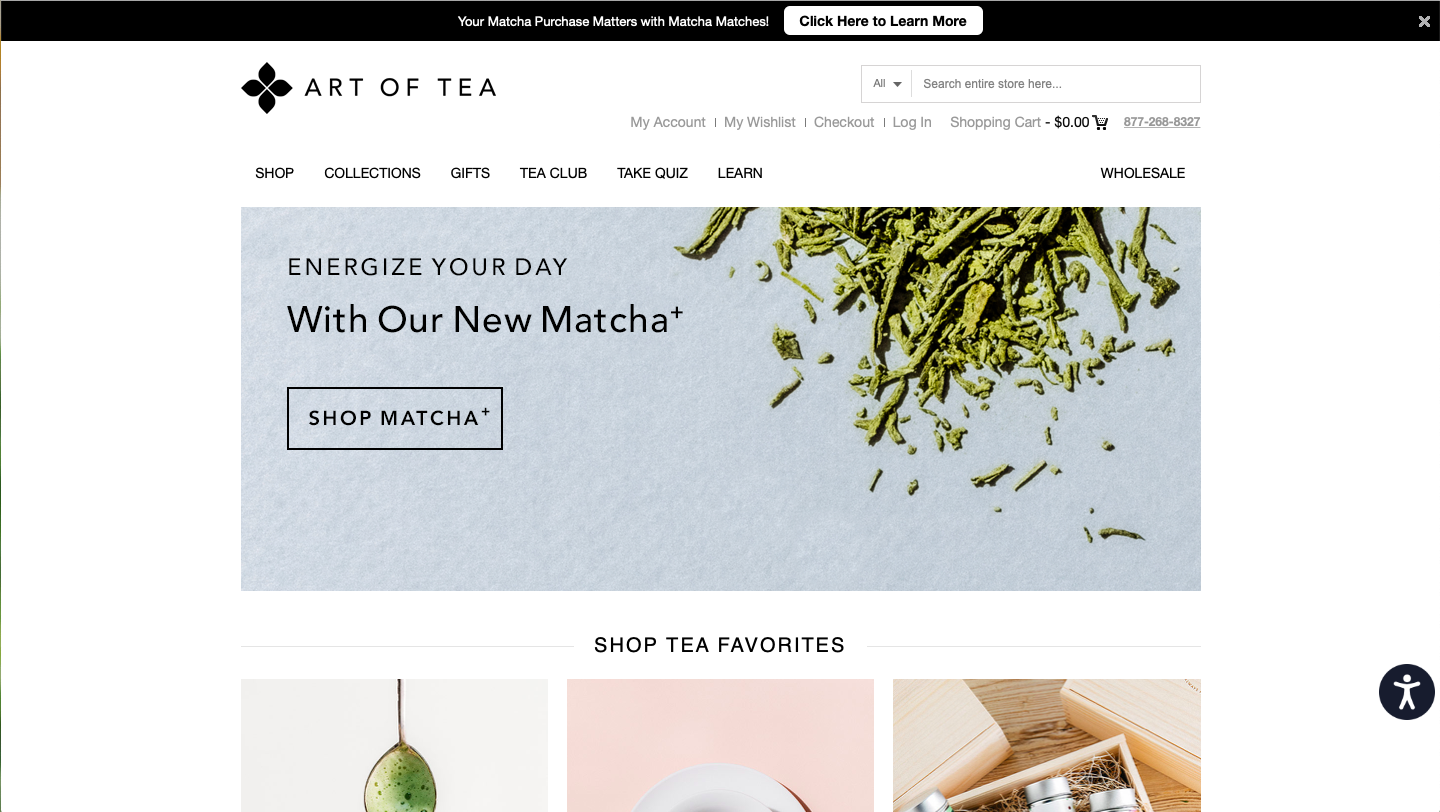 Your Matcha Purchase Matters with Matcha Matches! Click Here to Learn More
ART OF TEA
All Search entire store here...
My Account | My Wishlist | Checkout | Log In Shopping Cart - $0.00 877-268-8327
SHOP COLLECTIONS GIFTS TEA CLUB TAKE QUIZ LEARN WHOLESALE
ENERGIZE YOUR DAY
With Our New Matcha+
SHOP MATCHA+
SHOP TEA FAVORITES